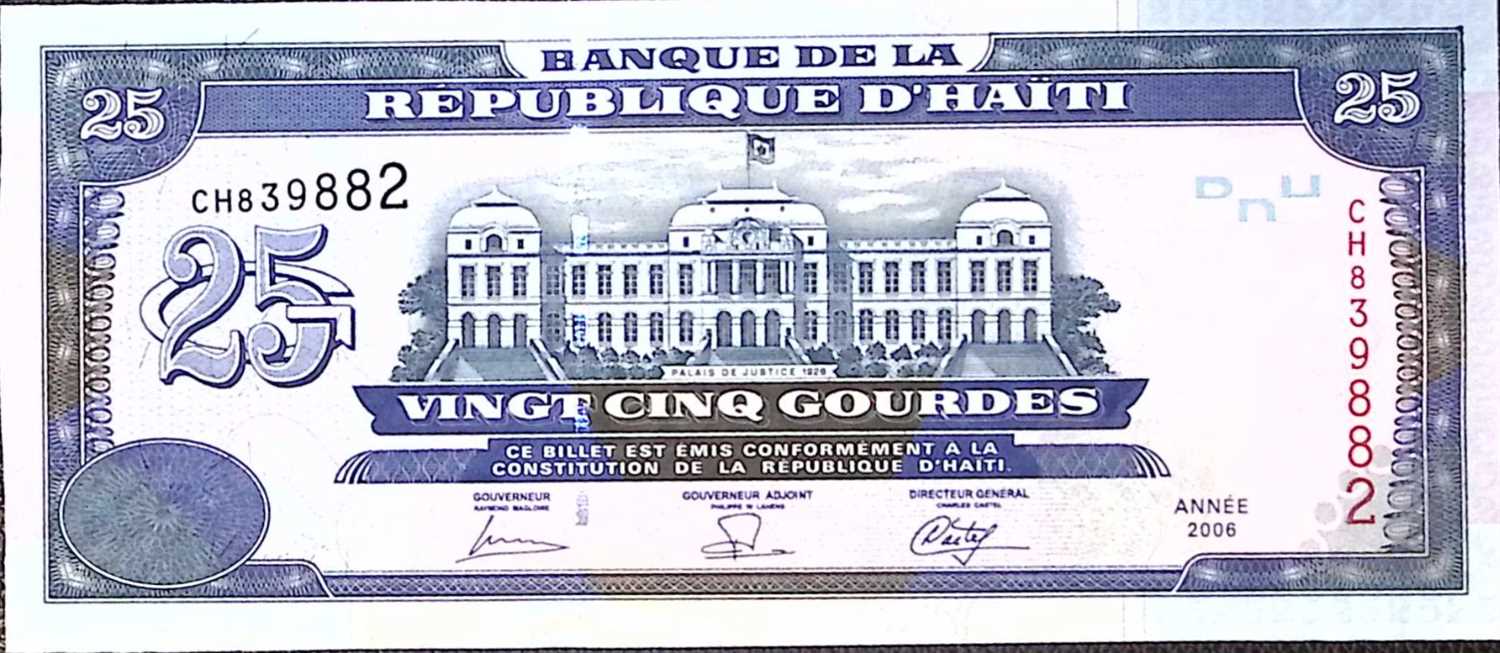 BANQUE DE LA
RÉPUBLIQUE D'HAÏTI
25
25
CH839882
25
CH839882
PALAIS DE JUSTICE 1928
VINGT CINQ GOURDES
CE BILLET EST ÉMIS CONFORMÉMENT A LA
CONSTITUTION DE LA RÉPUBLIQUE D'HAITI.
GOUVERNEUR
RAYMOND MAGLOIRE
GOUVERNEUR ADJOINT
PHILIPPE W LAHENS
DIRECTEUR GENERAL
CHARLES CASTEL
ANNÉE
2006